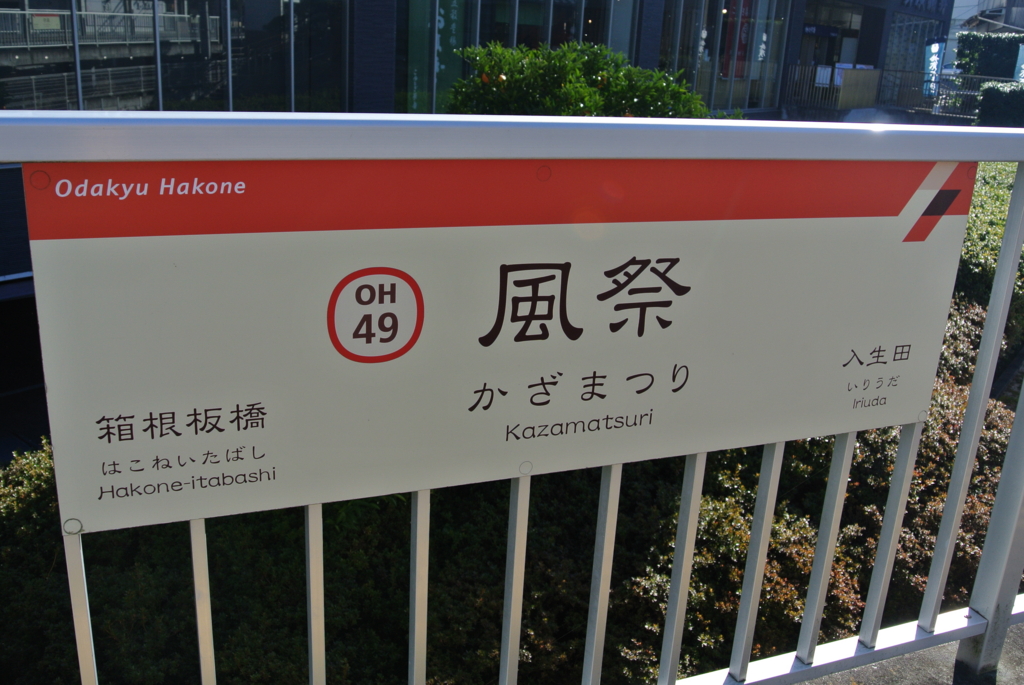 Odakyu Hakone
OH
49
風祭
かざまつり
Kazamatsuri
箱根板橋
はこねいたばし
Hakone-itabashi
入生田
いりうだ
Iriuda